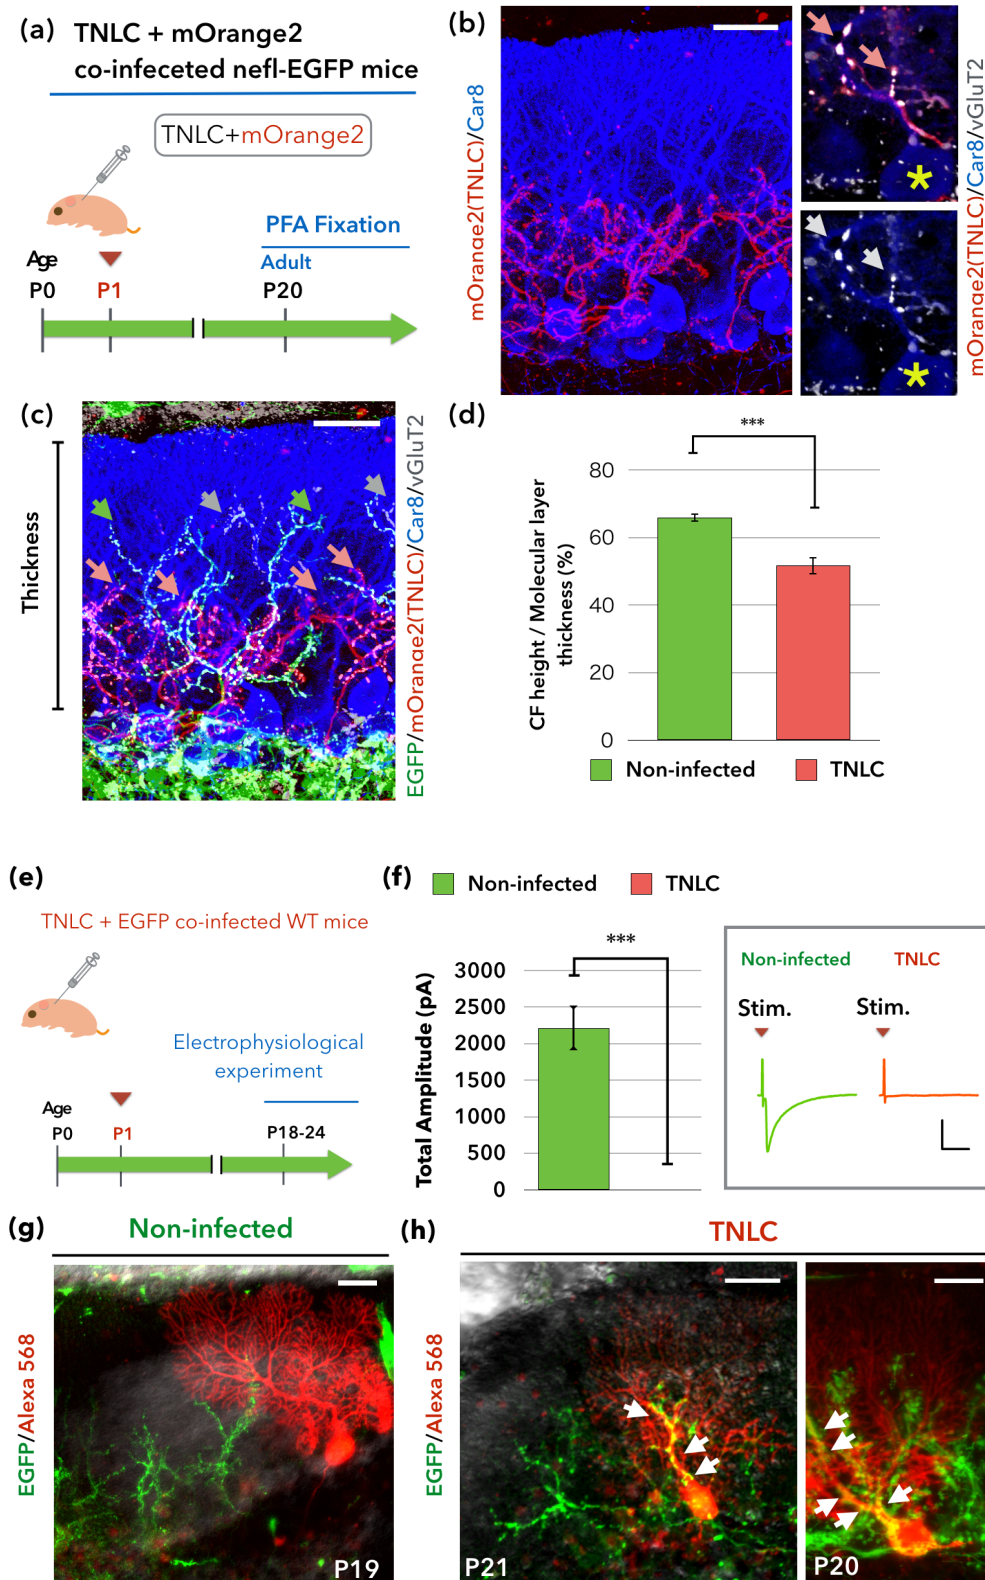 (a)
TNLC + mOrange2
co-infeceted nefl-EGFP mice
TNLC+mOrange2
PFA Fixation
Age
Adult
P0
P1
P20
(b)
mOrange2(TNLC)/Car8
mOrange2(TNLC)/Car8/vGluT2
*
*
(c)
Thickness
EGFP/mOrange2(TNLC)/Car8/vGluT2
(d)
***
CF height / Molecular layer
thickness (%)
80
60
40
20
0
Non-infected
TNLC
(e)
TNLC + EGFP co-infected WT mice
Electrophysiological
experiment
Age
P0
P1
P18-24
(f)
Non-infected
TNLC
***
Total Amplitude (pA)
3000
2500
2000
1500
1000
500
0
Non-infected
TNLC
Stim.
Stim.
(g)
Non-infected
EGFP/Alexa 568
P19
(h)
TNLC
EGFP/Alexa 568
P21
P20